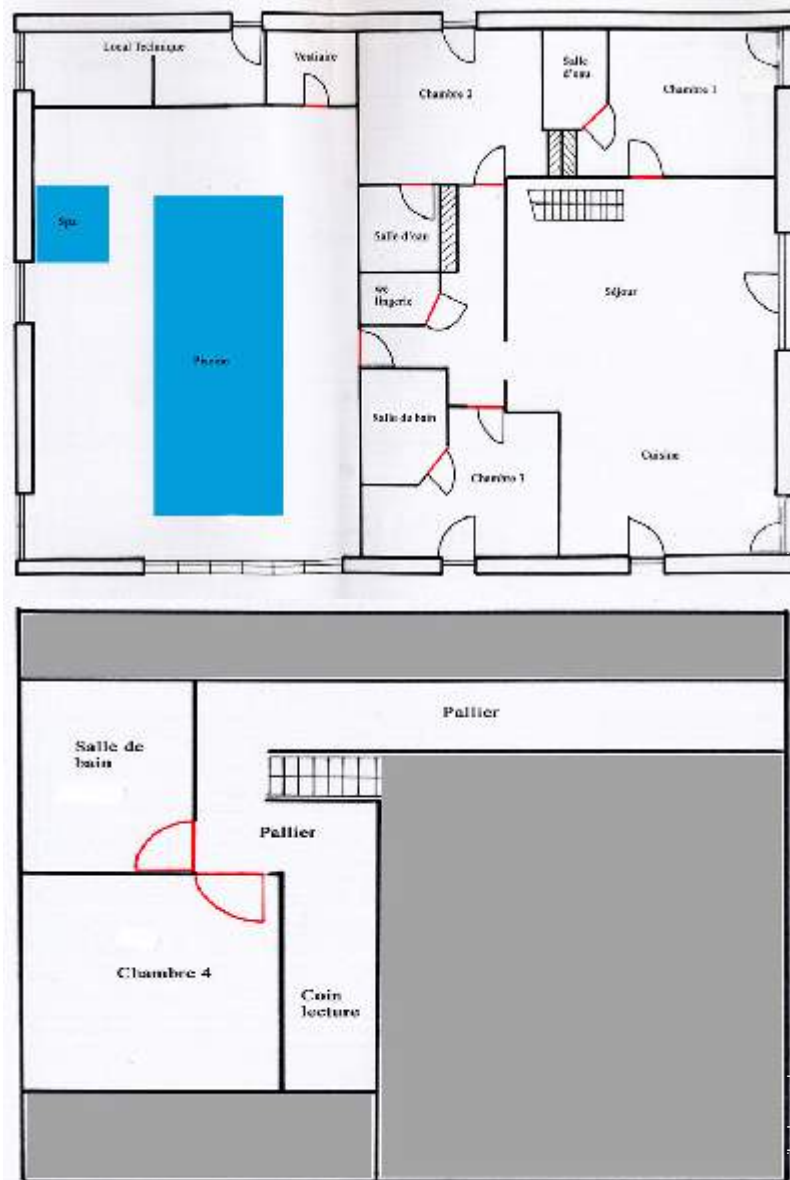 Local Technique
Vestiaire
Chambre 2
Salle
d'eau
Chambre 1
Spa
Salle d'eau
wc
lingerie
Séjour
Piscine
Salle de bain
Chambre 3
Cuisine
Pallier
Salle de
bain
Pallier
Chambre 4
Coin
lecture